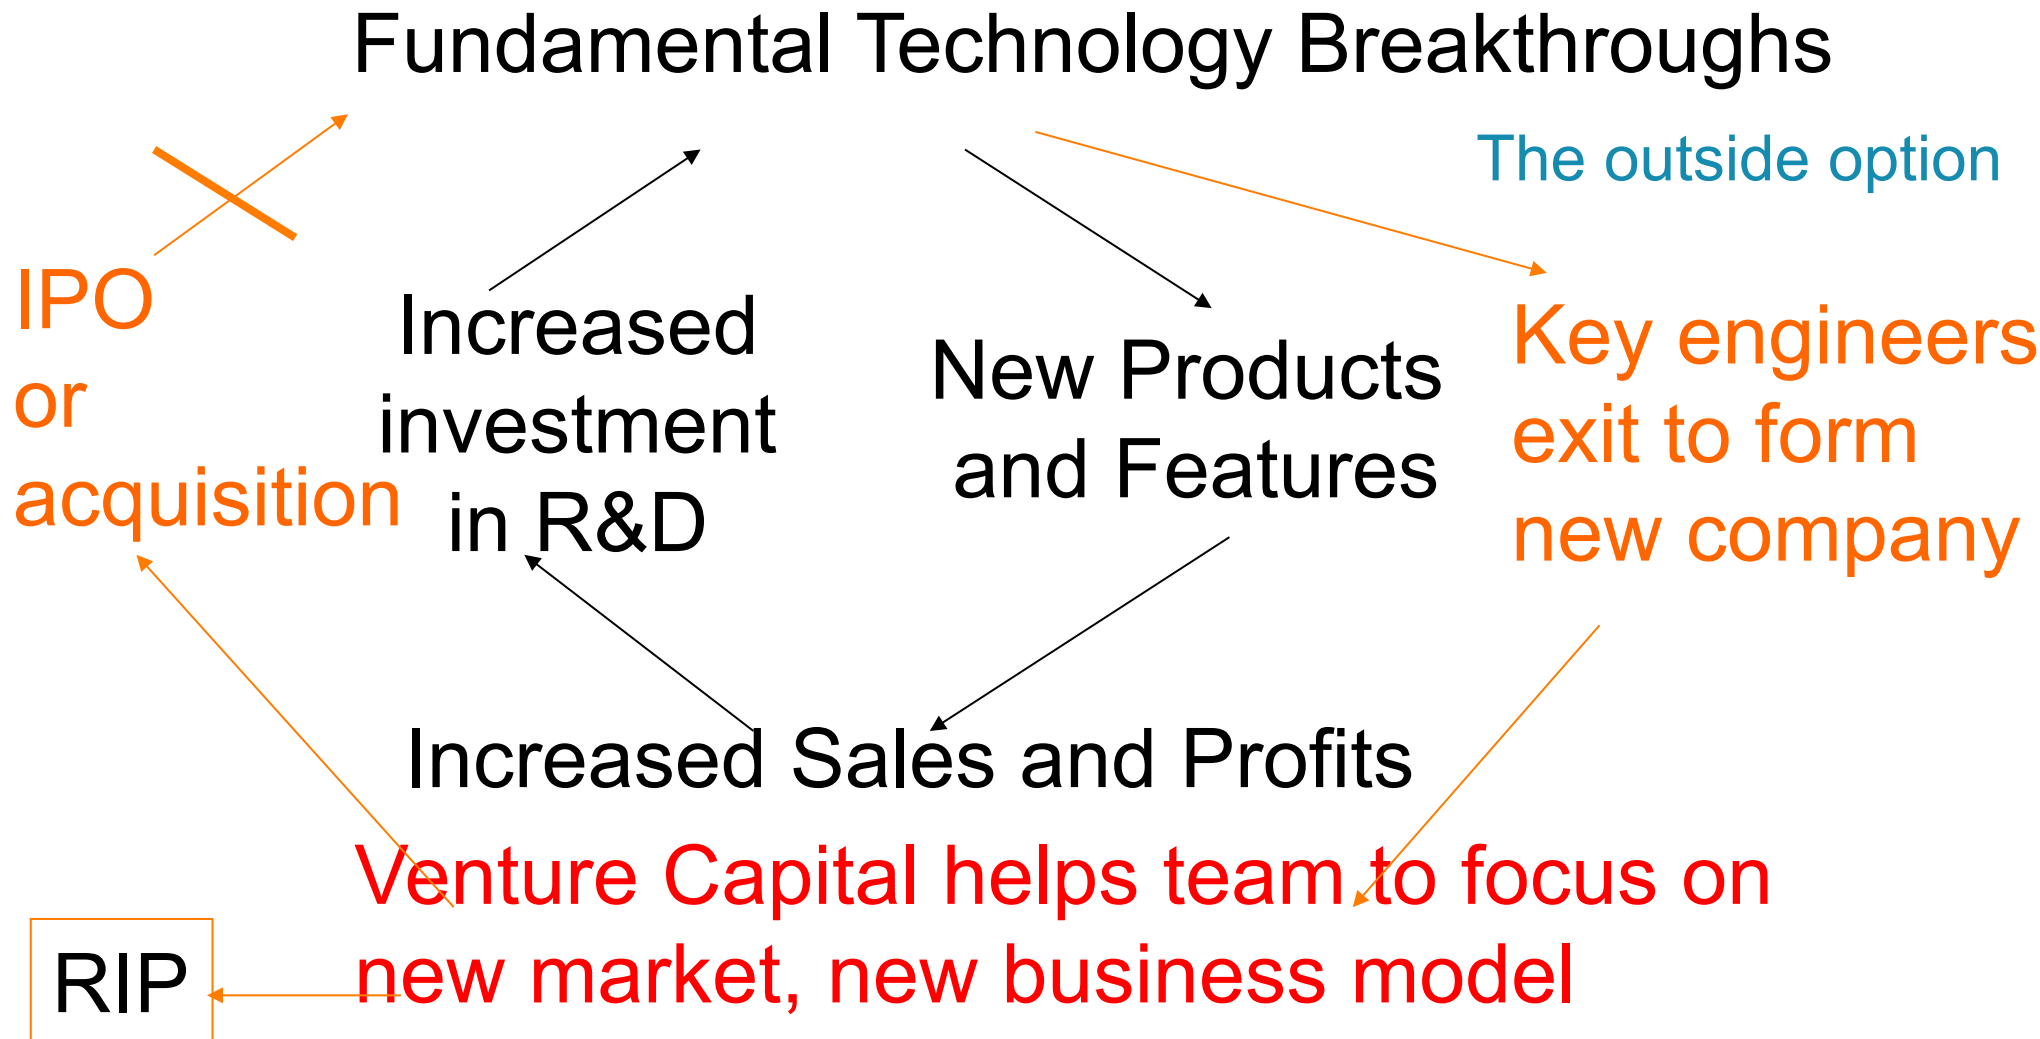 Fundamental Technology Breakthroughs
The outside option
IPO
or
acquisition
Increased
investment
in R&D
New Products
and Features
Key engineers
exit to form
new company
Increased Sales and Profits
Venture Capital helps team to focus on
new market, new business model
RIP